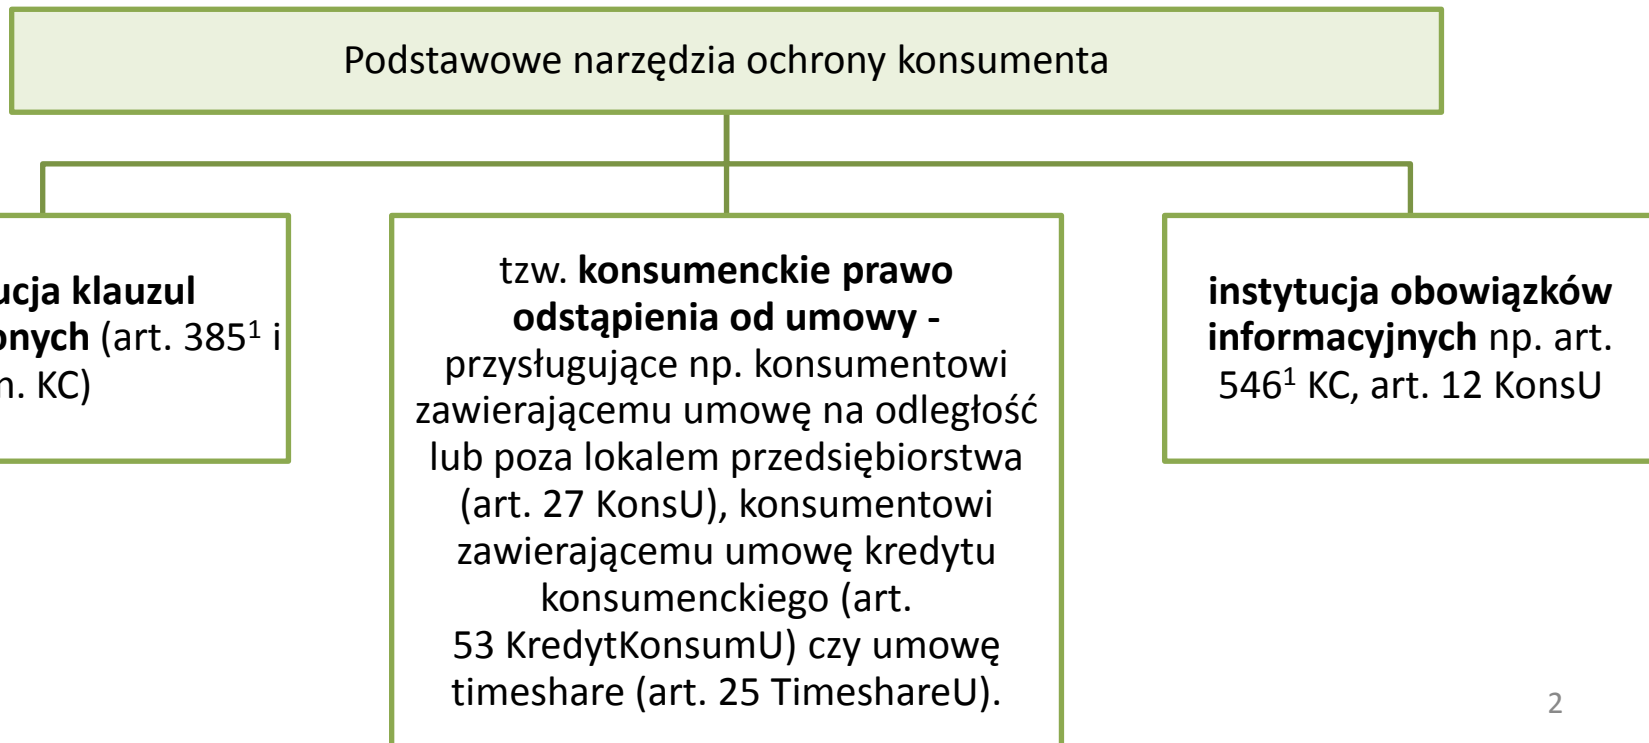 Podstawowe narzędzia ochrony konsumenta
ucja klauzul
onych (art. 385¹ i
n. KC)
tzw. konsumenckie prawo
odstąpienia od umowy -
przysługujące np. konsumentowi
zawierającemu umowę na odległość
lub poza lokalem przedsiębiorstwa
(art. 27 KonsU), konsumentowi
zawierającemu umowę kredytu
konsumenckiego (art.
53 KredytKonsumU) czy umowę
timeshare (art. 25 TimeshareU).
instytucja obowiązków
informacyjnych np. art.
546¹ KC, art. 12 KonsU
2